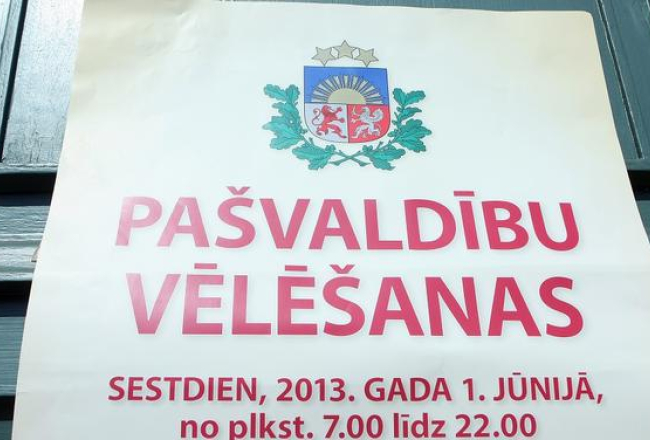 PAŠVALDĪBU
VĒLĒŠANAS
SESTDIEN, 2013. GADA 1. JŪNIJĀ,
no plkst. 7.00 līdz 22.00